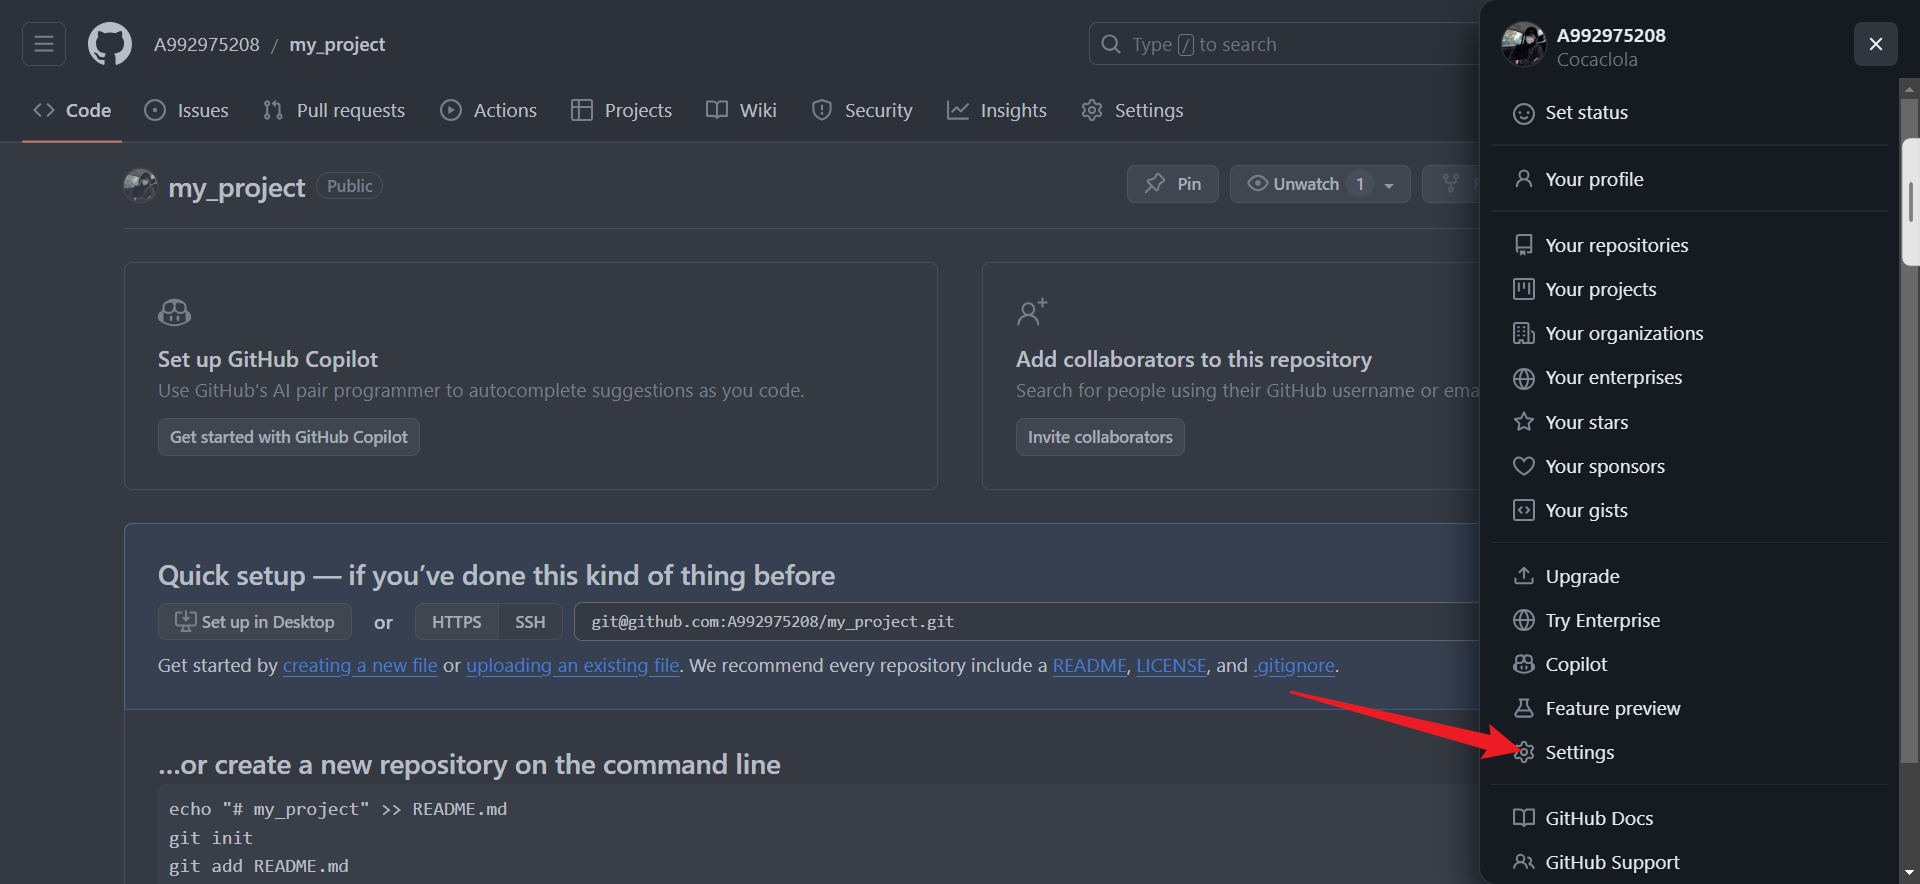 A992975208 / my_project
Type / to search
Code Issues Pull requests Actions Projects Wiki Security Insights Settings
my_project Public
Pin Unwatch 1
Set up GitHub Copilot
Use GitHub's AI pair programmer to autocomplete suggestions as you code.
Get started with GitHub Copilot
Add collaborators to this repository
Search for people using their GitHub username or ema
Invite collaborators
Quick setup — if you’ve done this kind of thing before
Set up in Desktop or HTTPS SSH git@github.com:A992975208/my_project.git
Get started by creating a new file or uploading an existing file. We recommend every repository include a README, LICENSE, and .gitignore.
…or create a new repository on the command line
echo "# my_project" >> README.md
git init
git add README.md
A992975208
Cocaclola
Set status
Your profile
Your repositories
Your projects
Your organizations
Your enterprises
Your stars
Your sponsors
Your gists
Upgrade
Try Enterprise
Copilot
Feature preview
Settings
GitHub Docs
GitHub Support